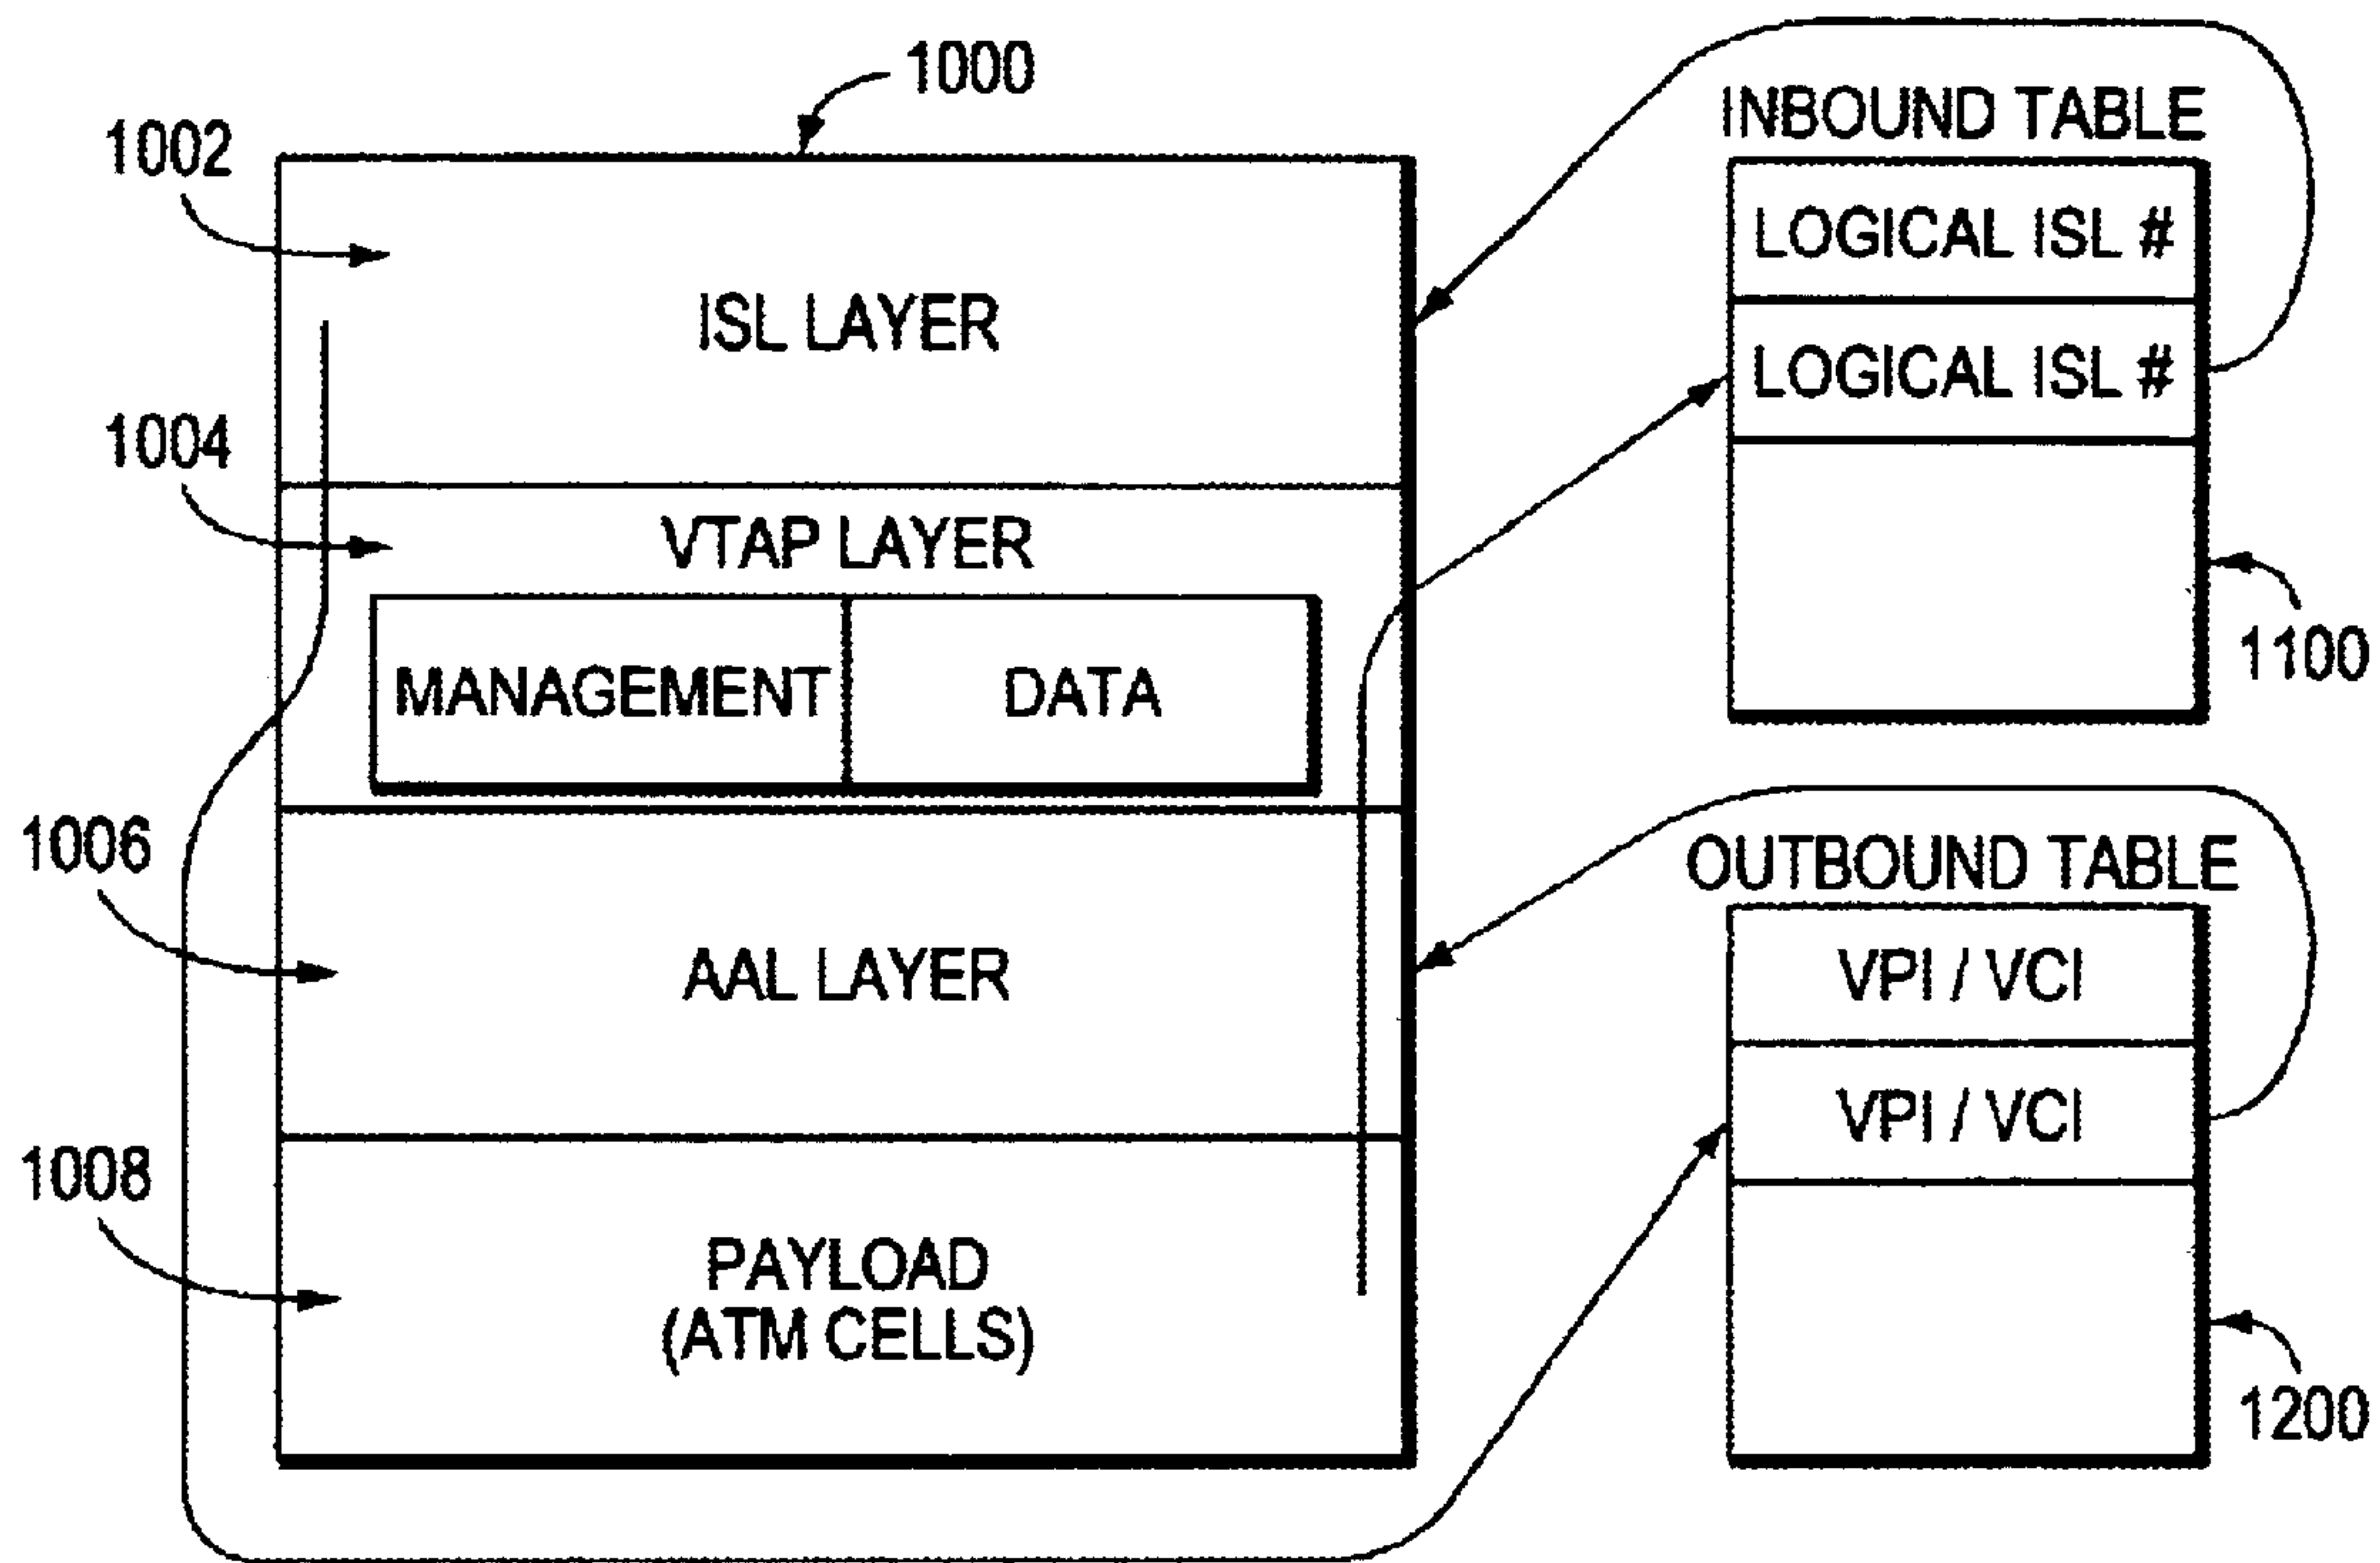 1000
1002
ISL LAYER
1004
VTAP LAYER
MANAGEMENT
DATA
1006
AAL LAYER
1008
PAYLOAD
(ATM CELLS)
INBOUND TABLE
LOGICAL ISL #
LOGICAL ISL #
1100
OUTBOUND TABLE
VPI / VCI
VPI / VCI
1200